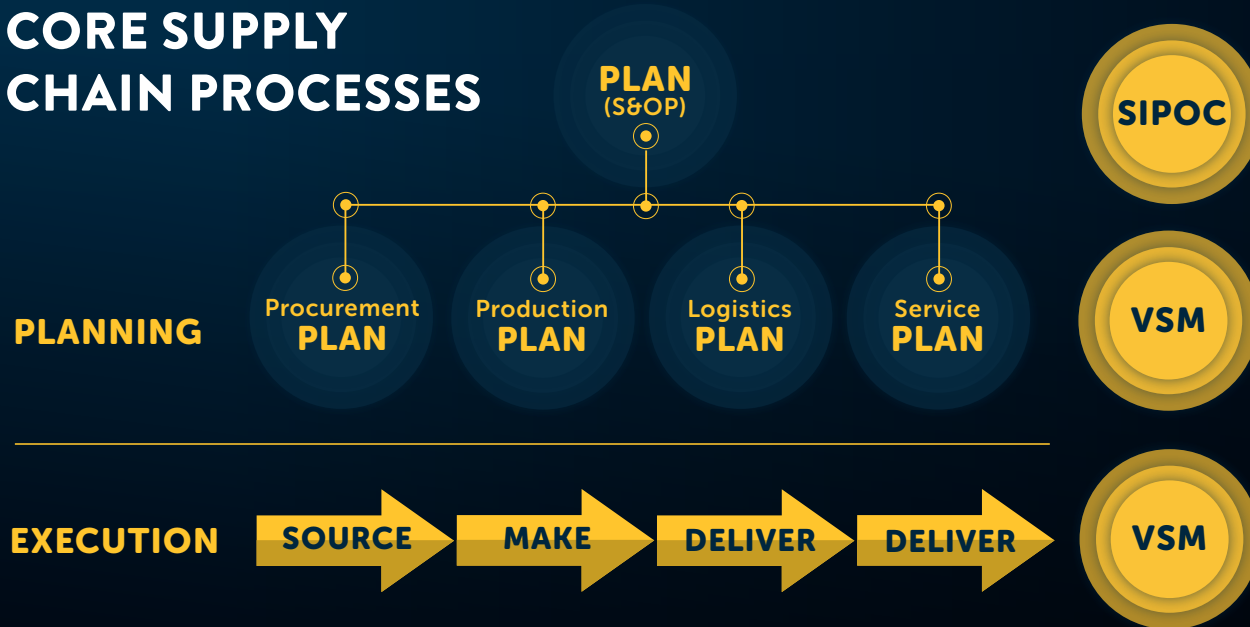 CORE SUPPLY
CHAIN PROCESSES
PLAN
(S&OP)
SIPOC
PLANNING
Procurement
PLAN
Production
PLAN
Logistics
PLAN
Service
PLAN
VSM
EXECUTION
SOURCE
MAKE
DELIVER
DELIVER
VSM